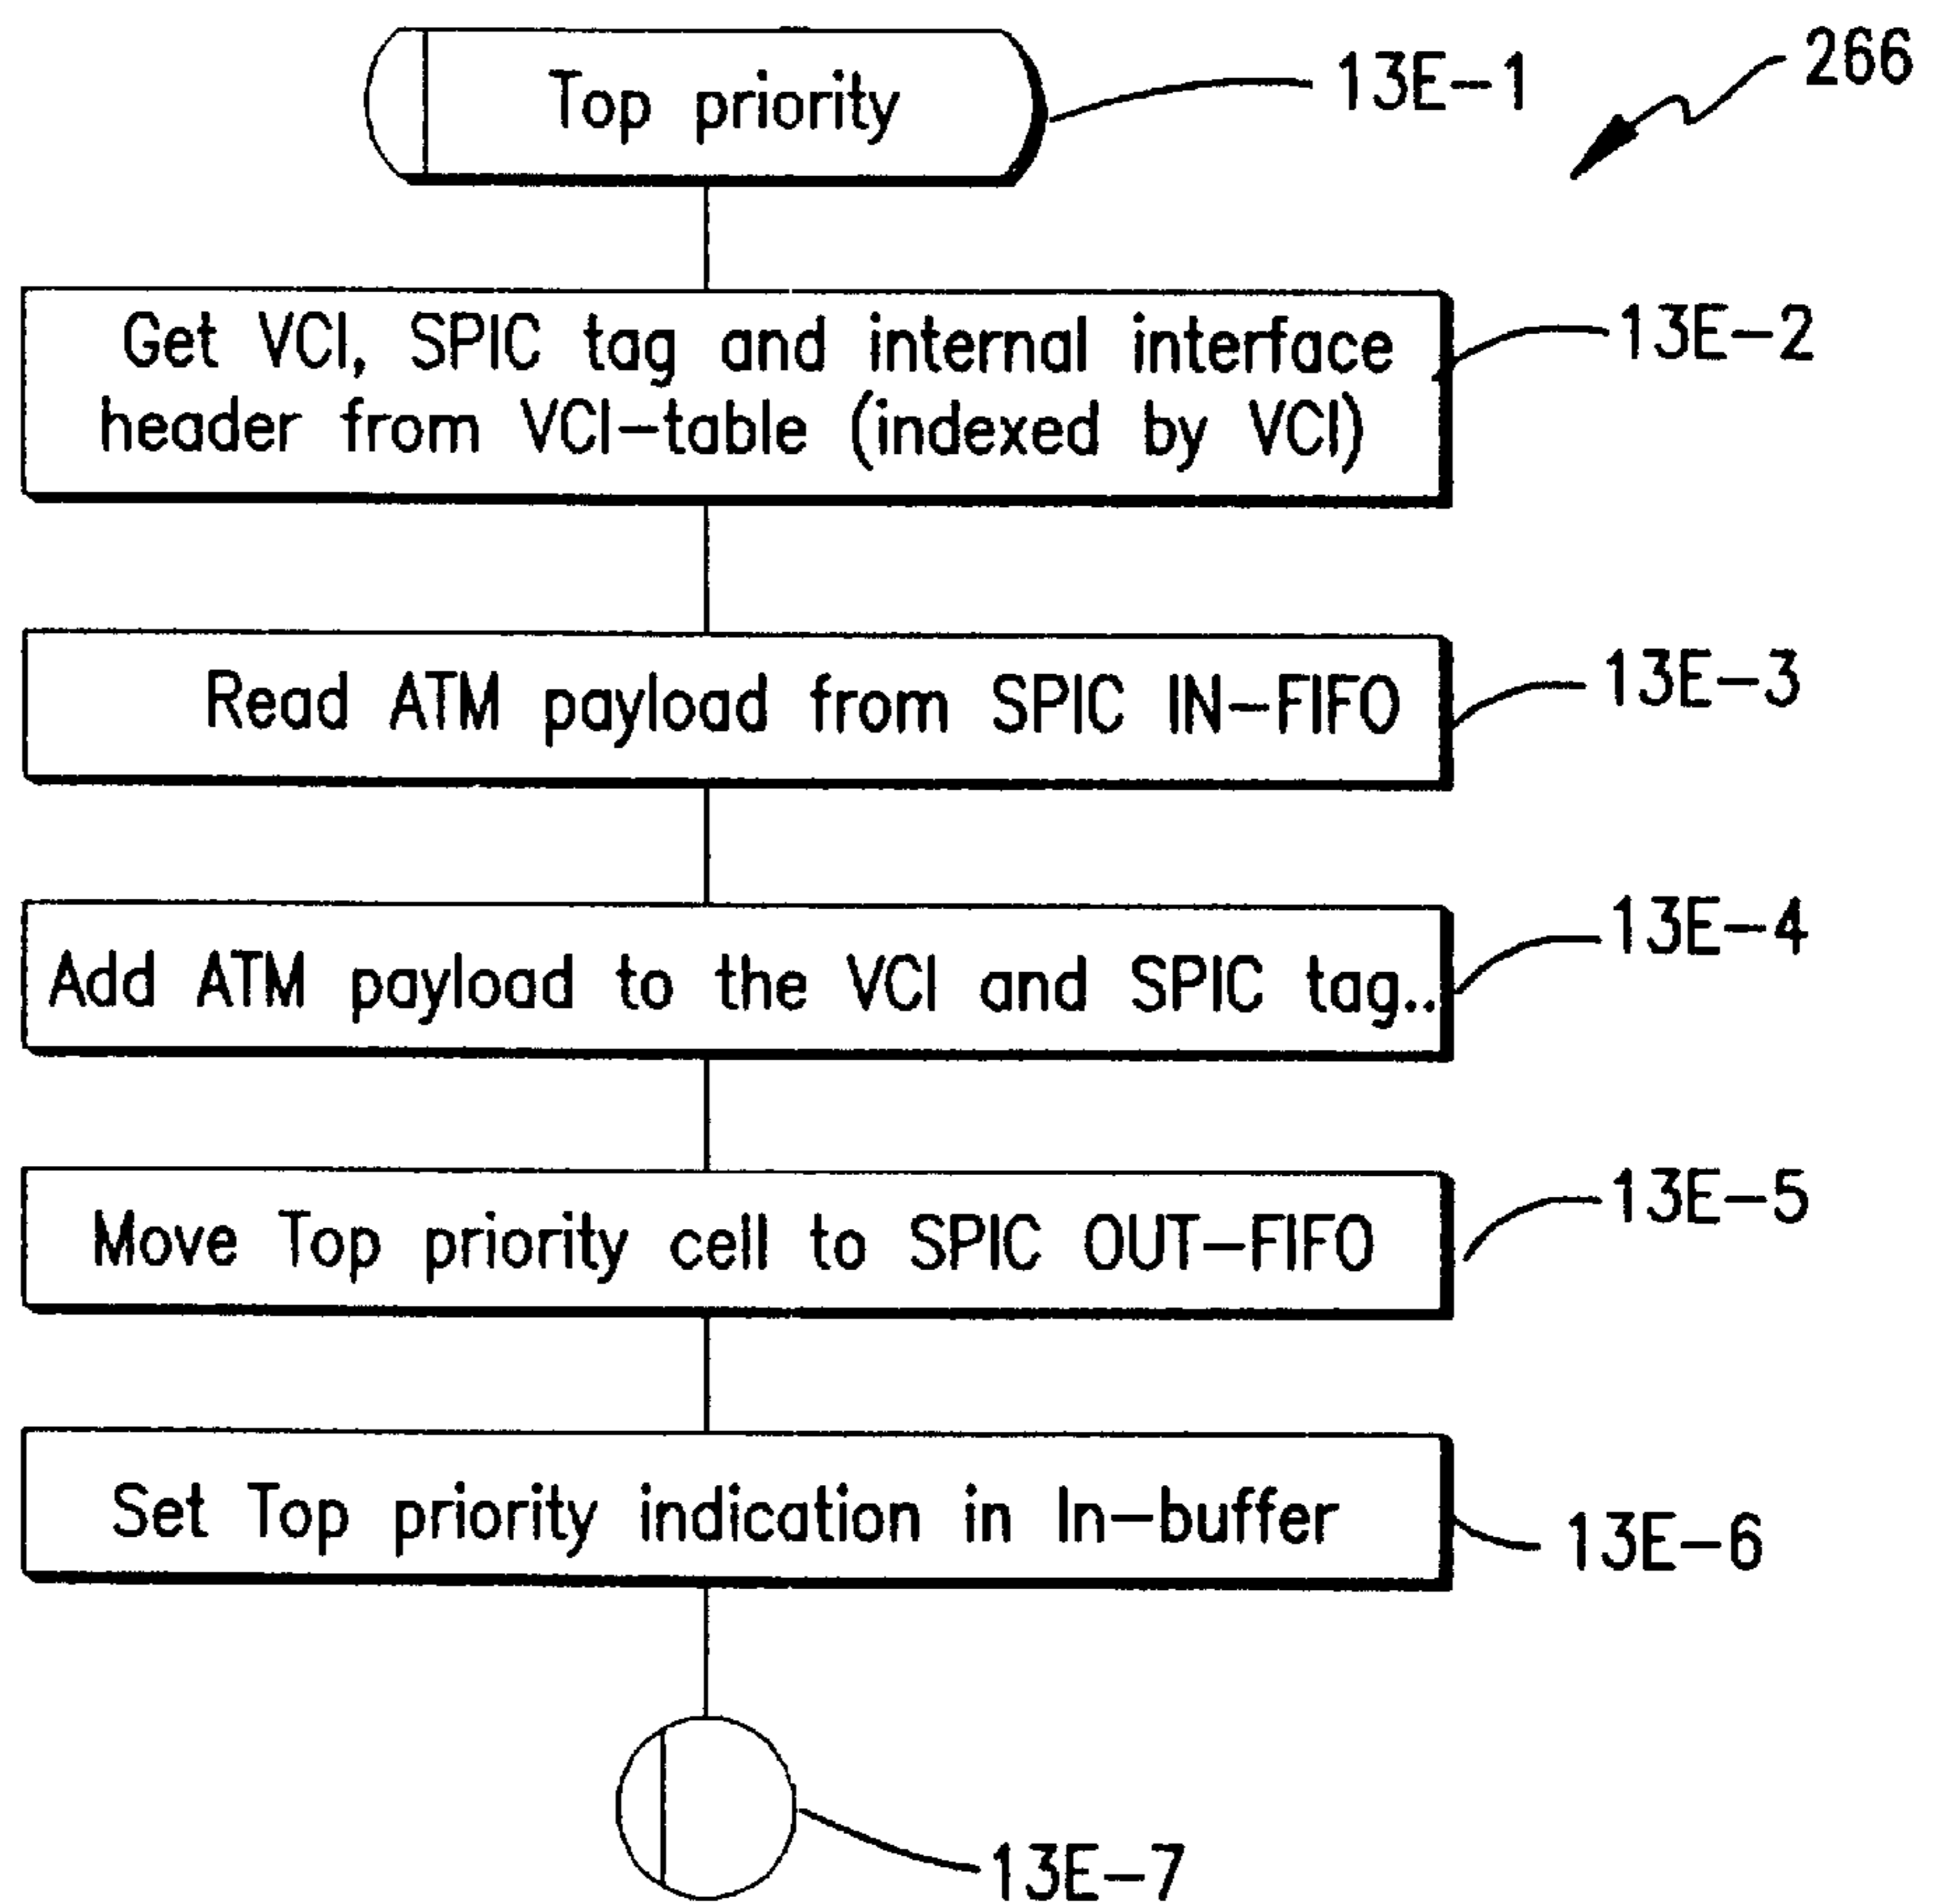 Top priority
13E-1
266
Get VCI, SPIC tag and internal interface
header from VCI-table (indexed by VCI)
13E-2
Read ATM payload from SPIC IN-FIFO
13E-3
Add ATM payload to the VCI and SPIC tag..
13E-4
Move Top priority cell to SPIC OUT-FIFO
13E-5
Set Top priority indication in In-buffer
13E-6
13E-7